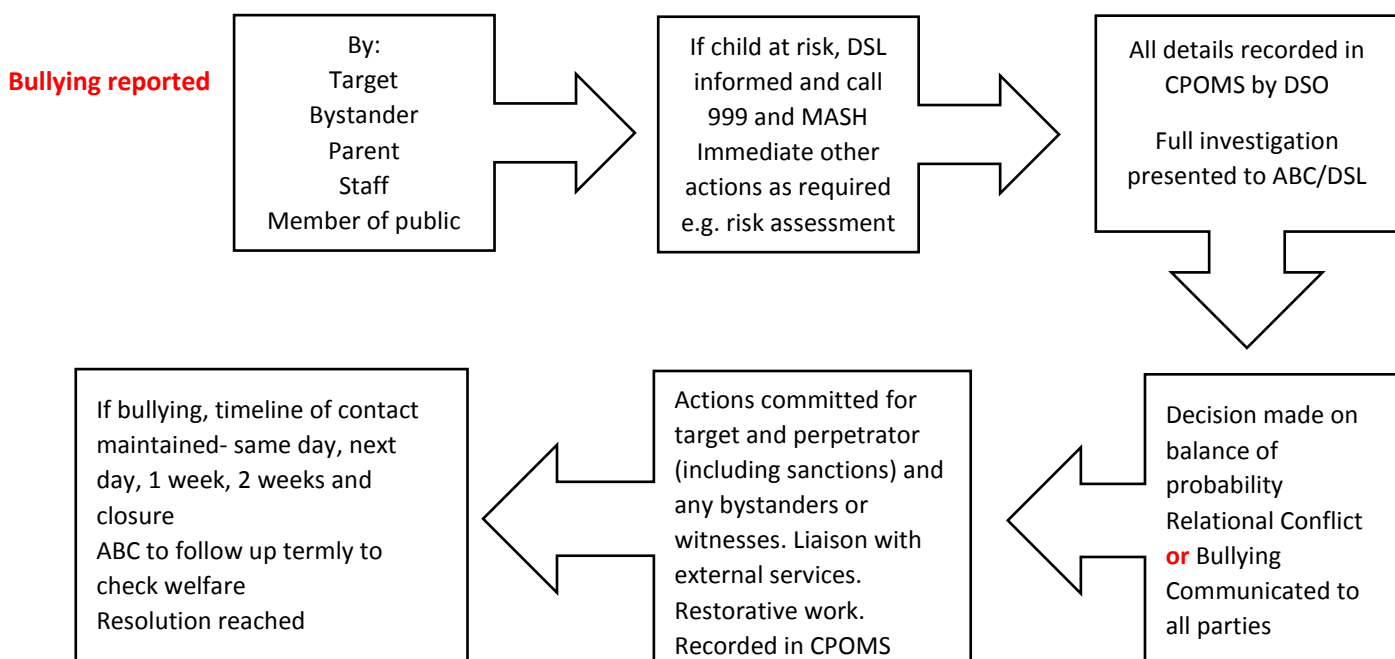 Bullying reported
By:
Target
Bystander
Parent
Staff
Member of public
If child at risk, DSL
informed and call
999 and MASH
Immediate other
actions as required
e.g. risk assessment
All details recorded in
CPOMS by DSO
Full investigation
presented to ABC/DSL
Decision made on
balance of
probability
Relational Conflict
or Bullying
Communicated to
all parties
Actions committed for
target and perpetrator
(including sanctions) and
any bystanders or
witnesses. Liaison with
external services.
Restorative work.
Recorded in CPOMS
If bullying, timeline of contact
maintained- same day, next
day, 1 week, 2 weeks and
closure
ABC to follow up termly to
check welfare
Resolution reached